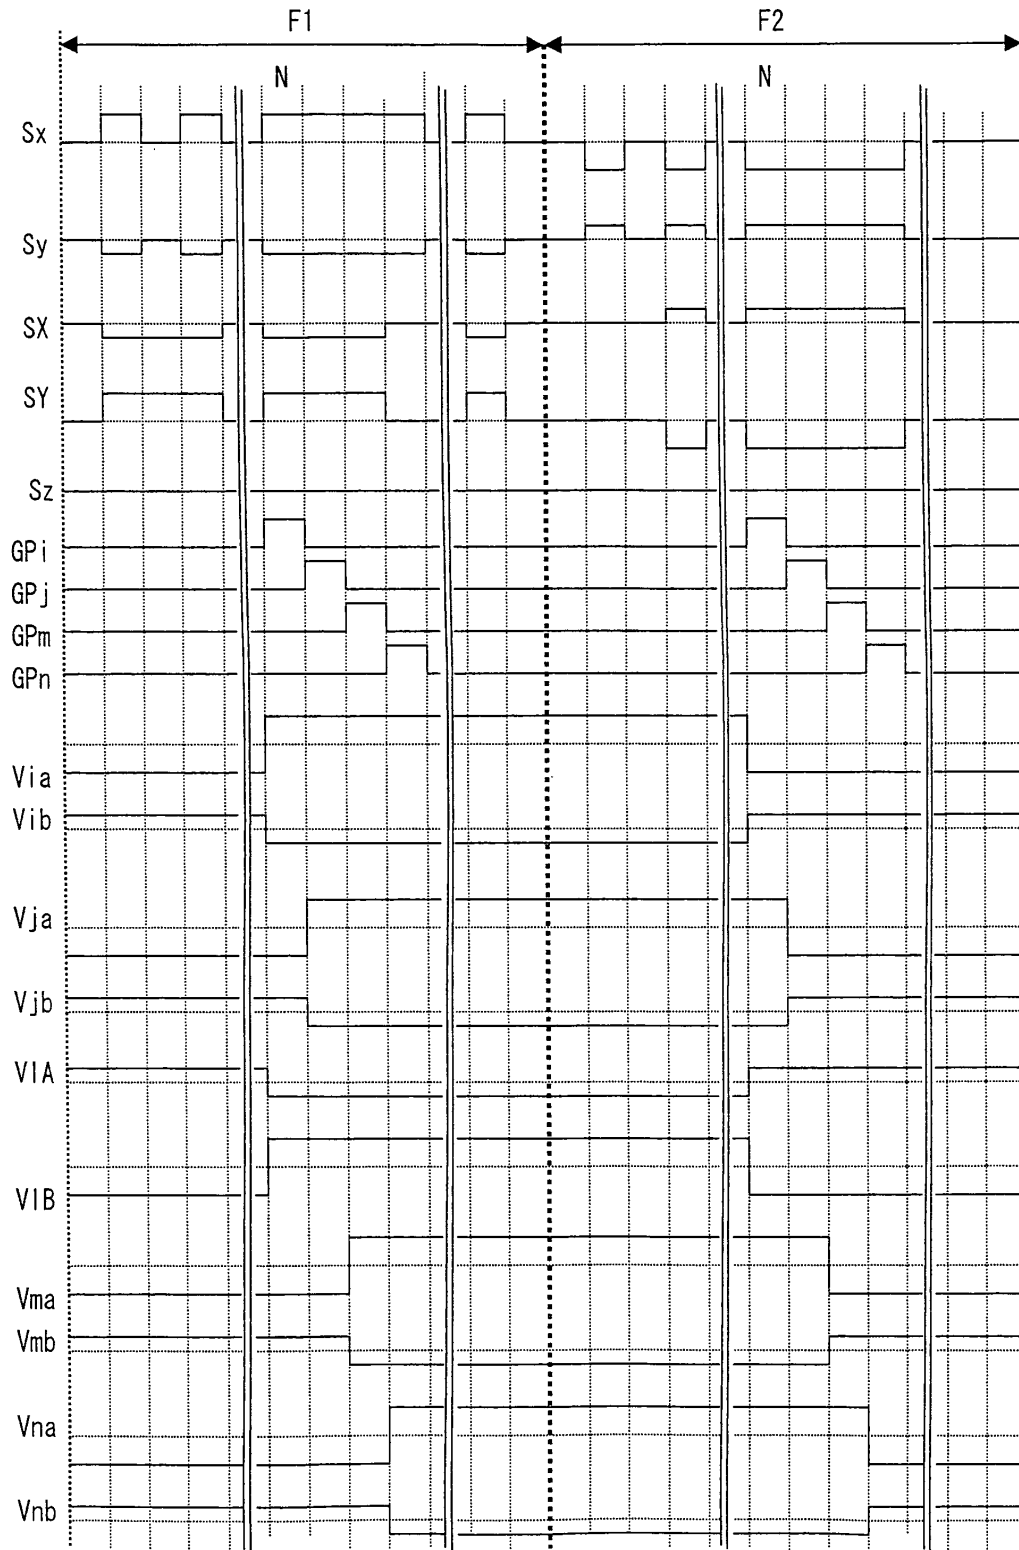 F1 F2
N N
Sx
Sy
SX
SY
Sz
GPi
GPj
GPm
GPn
Via
Vib
Vja
Vjb
VIA
VIB
Vma
Vmb
Vna
Vnb